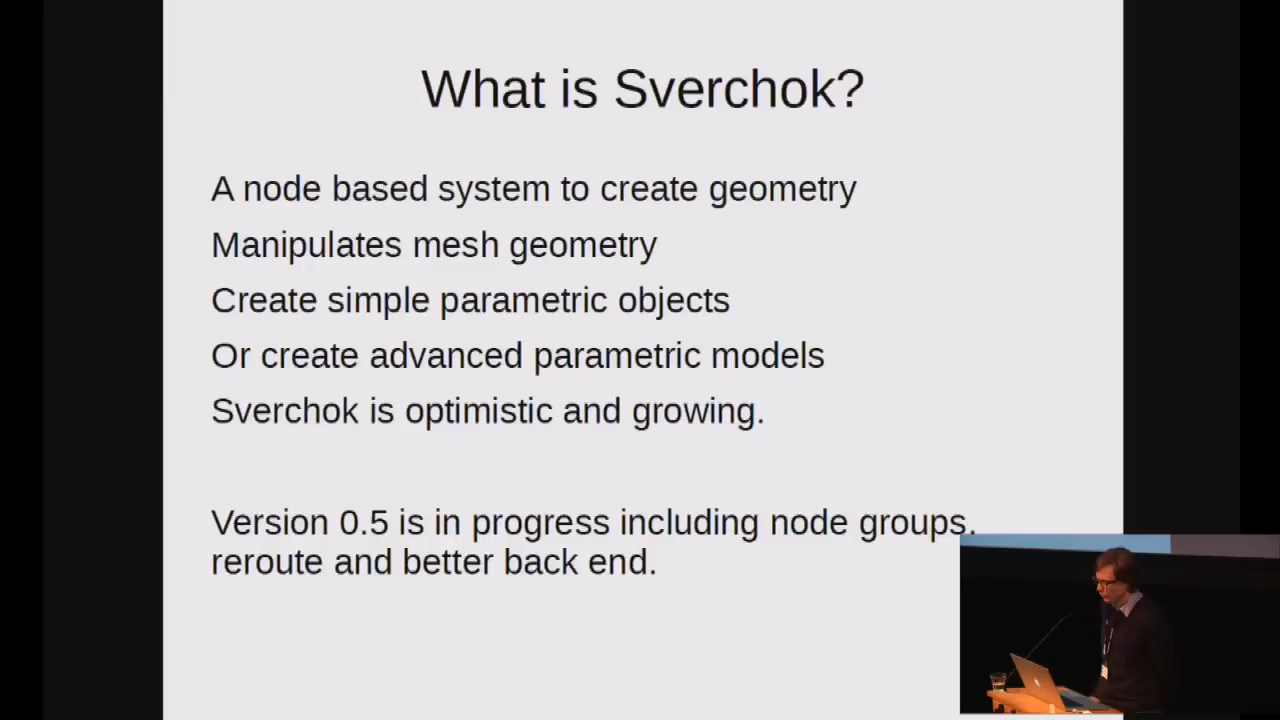 What is Sverchok?
A node based system to create geometry
Manipulates mesh geometry
Create simple parametric objects
Or create advanced parametric models
Sverchok is optimistic and growing.
Version 0.5 is in progress including node groups,
reroute and better back end.